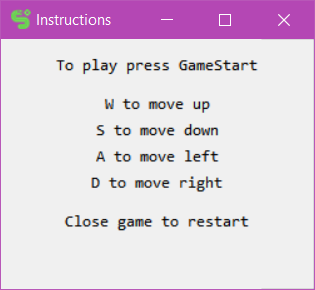 Instructions
To play press GameStart
W to move up
S to move down
A to move left
D to move right
Close game to restart